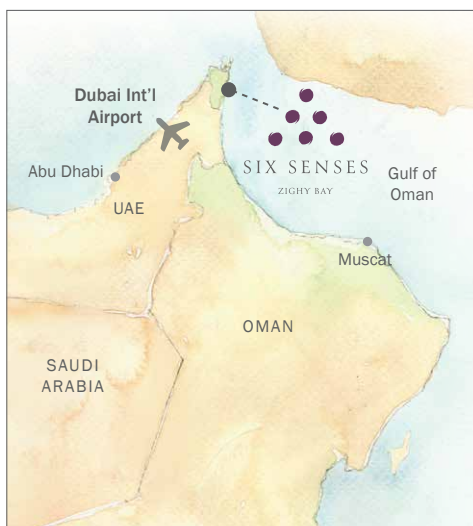 Dubai Int'l
Airport
Abu Dhabi
UAE
SIX SENSES
ZIGHY BAY
Gulf of
Oman
Muscat
OMAN
SAUDI
ARABIA